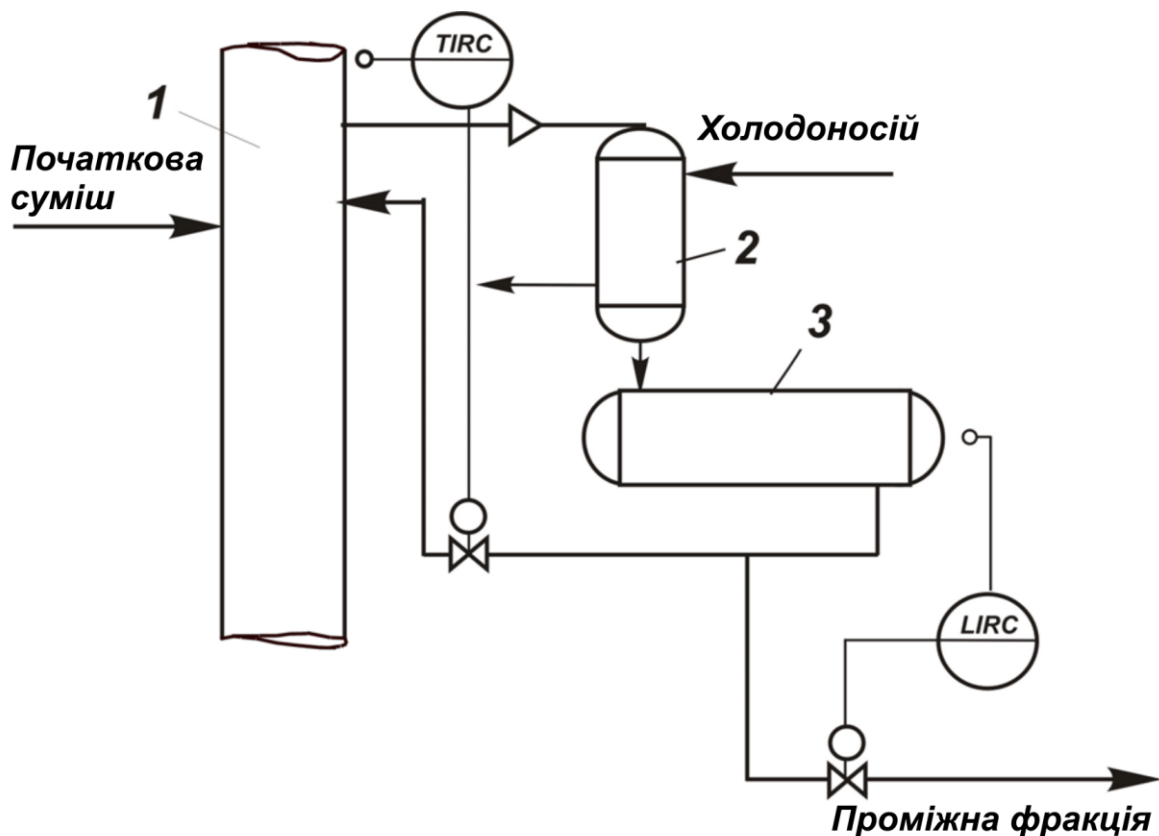 TIRC
1
Холодоносій
Початкова
суміш
2
3
LIRC
Проміжна фракція